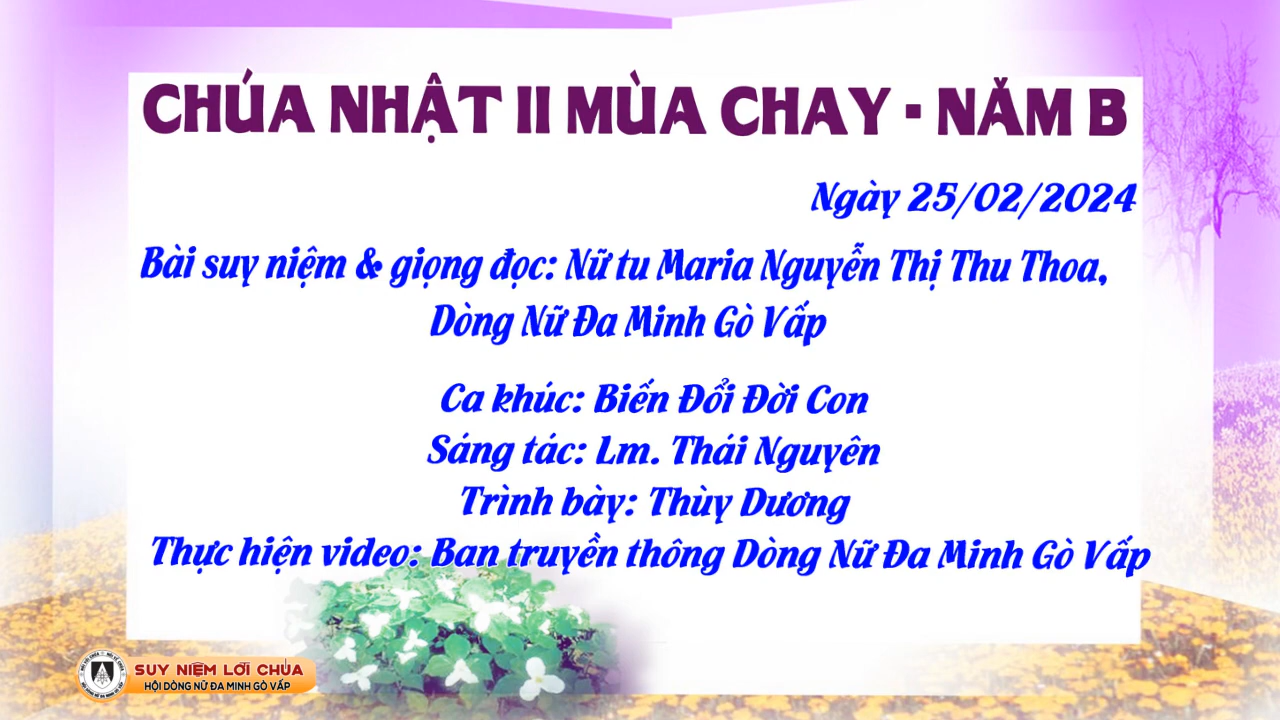 CHÚA NHẬT II MÙA CHAY - NĂM B
Ngày 25/02/2024
Bài suy niệm & giọng đọc: Nữ tu Maria Nguyễn Thị Thu Thoa,
Dòng Nữ Đa Minh Gò Vấp
Ca khúc: Biến Đổi Đời Con
Sáng tác: Lm. Thái Nguyên
Trình bày: Thùy Dương
Thực hiện video: Ban truyền thông Dòng Nữ Đa Minh Gò Vấp
SUY NIỆM LỜI CHÚA
HỘI DÒNG NỮ ĐA MINH GÒ VẤP